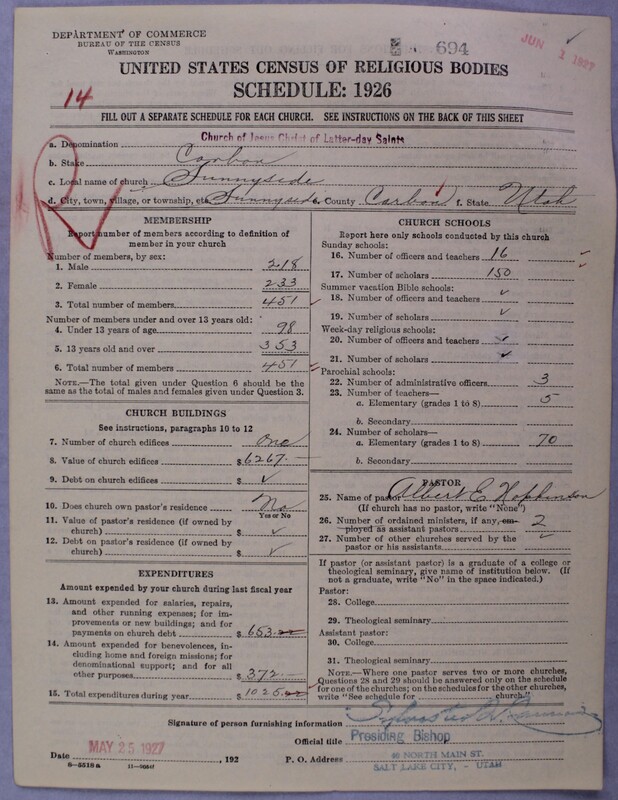 DEPARTMENT OF COMMERCE
BUREAU OF THE CENSUS
WASHINGTON
694
JUN 1 1927
UNITED STATES CENSUS OF RELIGIOUS BODIES
SCHEDULE: 1926
14
FILL OUT A SEPARATE SCHEDULE FOR EACH CHURCH. SEE INSTRUCTIONS ON THE BACK OF THIS SHEET
R
a. Denomination Church of Jesus Christ of Latter-day Saints
b. State Carbon
c. Local name of church Sunnyside
d. City, town, village, or township, etc. Sunnyside County Carbon f. State Utah
MEMBERSHIP
Report number of members according to definition of
member in your church
Number of members, by sex:
1. Male 218
2. Female 233
3. Total number of members 451
Number of members under and over 13 years old:
4. Under 13 years of age 98
5. 13 years old and over 353
6. Total number of members 451
NOTE.—The total given under Question 6 should be
same as the total of males and females given under Question 3.
CHURCH BUILDINGS
See instructions, paragraphs 10 to 12
7. Number of church edifices One
8. Value of church edifices $ 6267.—
9. Debt on church edifices $ ✓
10. Does church own pastor's residence No
Yes or No
11. Value of pastor's residence (if owned by
church) $ ✓
12. Debt on pastor's residence (if owned by
church) $ ✓
EXPENDITURES
Amount expended by your church during last fiscal year
13. Amount expended for salaries, repairs,
and other running expenses; for im-
provements or new buildings; and for
payments on church debt $ 653.
14. Amount expended for benevolences, in-
cluding home and foreign missions; for
denominational support; and for all
other purposes $ 372.—
15. Total expenditures during year $ 1025.
CHURCH SCHOOLS
Report here only schools conducted by this church
Sunday schools:
16. Number of officers and teachers 16
17. Number of scholars 150
Summer vacation Bible schools:
18. Number of officers and teachers ✓
19. Number of scholars ✓
Week-day religious schools:
20. Number of officers and teachers ✓
21. Number of scholars ✓
Parochial schools:
22. Number of administrative officers 3
23. Number of teachers—
a. Elementary (grades 1 to 8) 5
b. Secondary
24. Number of scholars—
a. Elementary (grades 1 to 8) 70
b. Secondary
PASTOR
25. Name of pastor Albert E Hopkinson
(If church has no pastor, write "None")
26. Number of ordained ministers, if any, em-
ployed as assistant pastors 2
27. Number of other churches served by the
pastor or his assistants ✓
If pastor (or assistant pastor) is a graduate of a college or
theological seminary, give name of institution below. (If
not a graduate, write "No" in the space indicated.)
Pastor:
28. College
29. Theological seminary
Assistant pastor:
30. College
31. Theological seminary
NOTE.—Where one pastor serves two or more churches,
Questions 28 and 29 should be answered only on the schedule
for one of the churches; on the schedules for the other churches,
write "See schedule for church."
Signature of person furnishing information Sylvester Q. Cannon
Official title Presiding Bishop
Date MAY 25 1927, 192 P. O. Address 40 NORTH MAIN ST.
SALT LAKE CITY, - UTAH